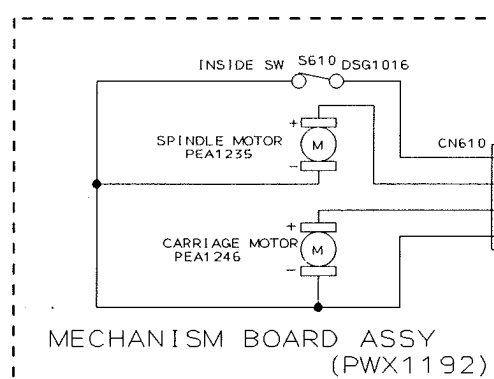 INSIDE SW S610 DSG1016
+
SPINDLE MOTOR
PEA1235
M
CN610
-
+
CARRIAGE MOTOR
PEA1246
M
-
MECHANISM BOARD ASSY
(PWX1192)